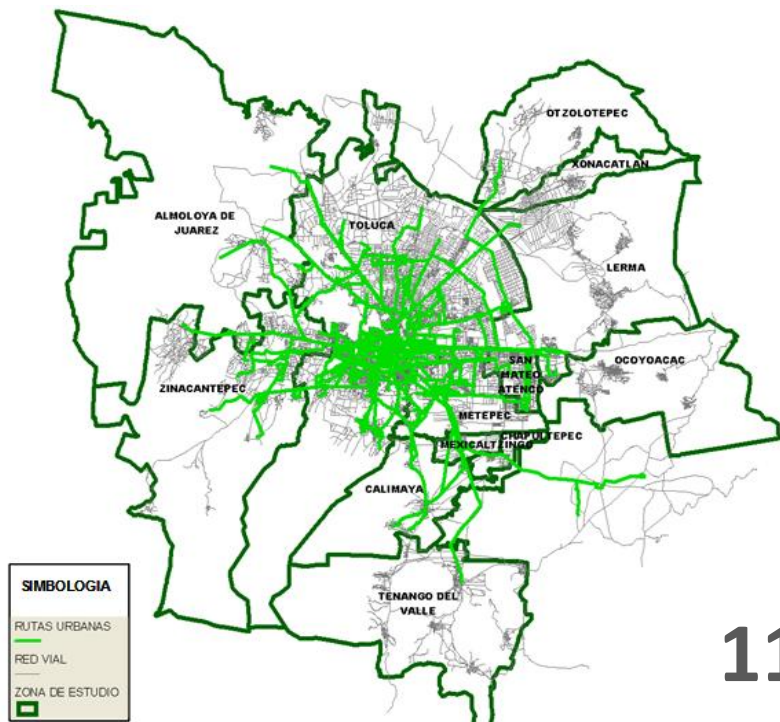 OTZOLOTEPEC
XONACATLAN
ALMOLOYA DE
JUAREZ
TOLUCA
LERMA
SAN
MATEO
ATENCO
OCOYOACAC
ZINACANTEPEC
METEPEC
CHAPULTEPEC
MEXICALTZINGO
CALIMAYA
TENANGO DEL
VALLE
SIMBOLOGIA
RUTAS URBANAS
RED VIAL
ZONA DE ESTUDIO
11